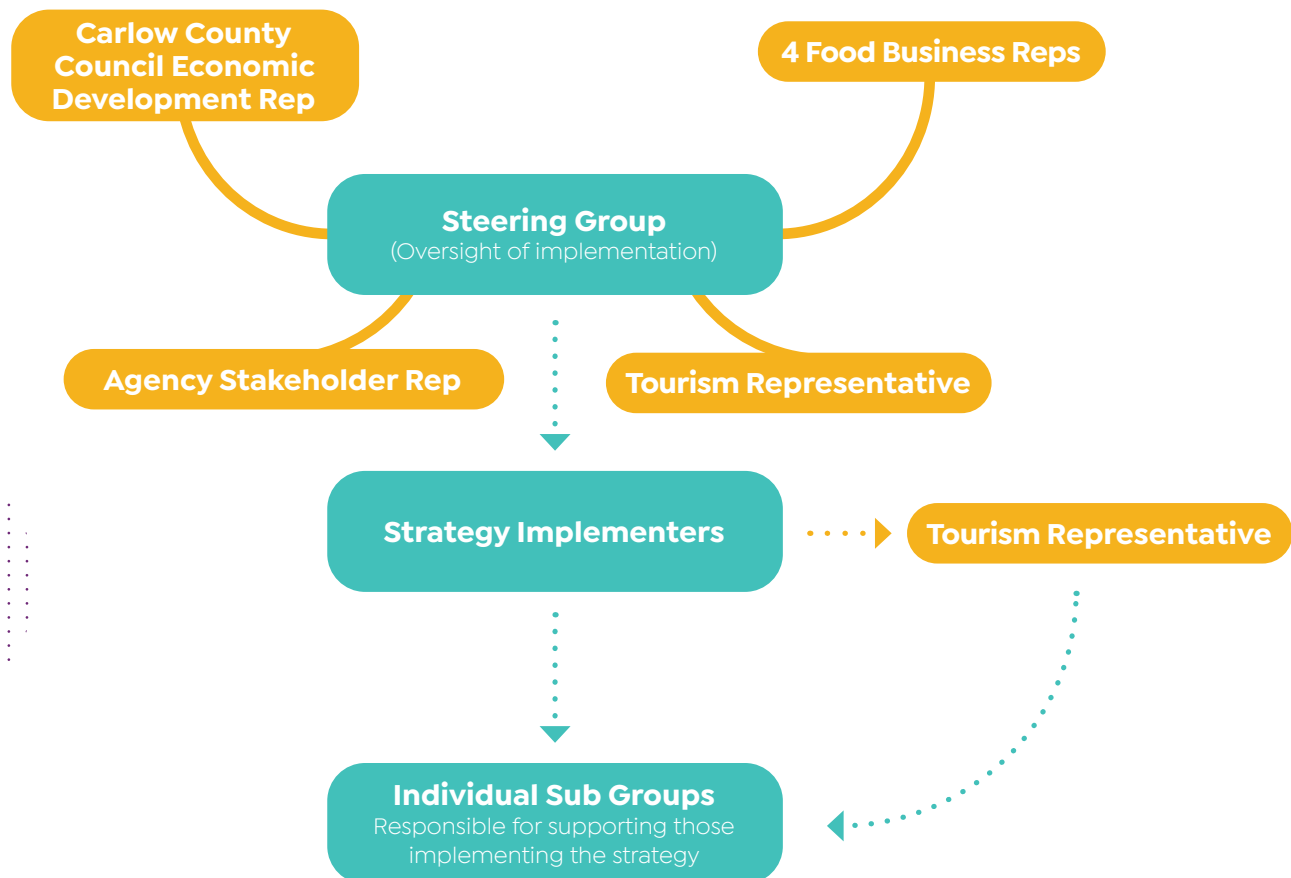 Carlow County
Council Economic
Development Rep
4 Food Business Reps
Steering Group
(Oversight of implementation)
Agency Stakeholder Rep
Tourism Representative
Strategy Implementers
Tourism Representative
Individual Sub Groups
Responsible for supporting those
implementing the strategy